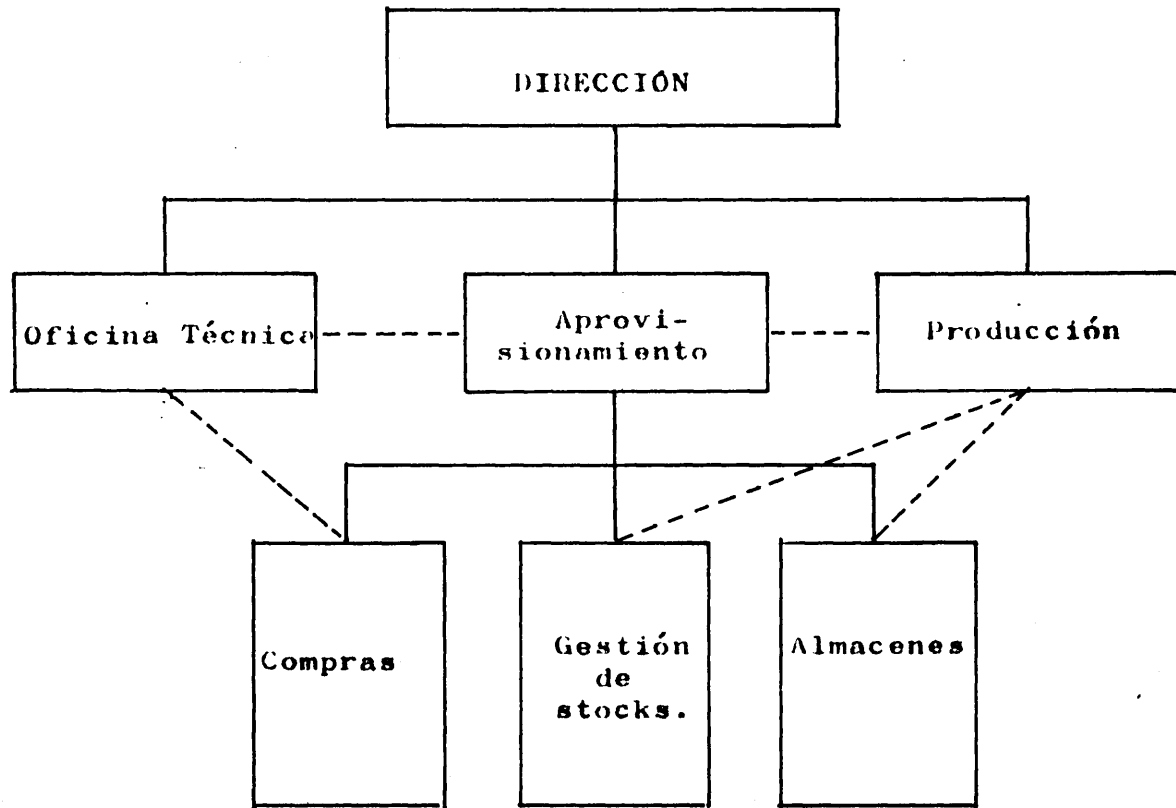 DIRECCIÓN
Oficina Técnica
Aprovi-
sionamiento
Producción
Compras
Gestión
de
stocks.
Almacenes